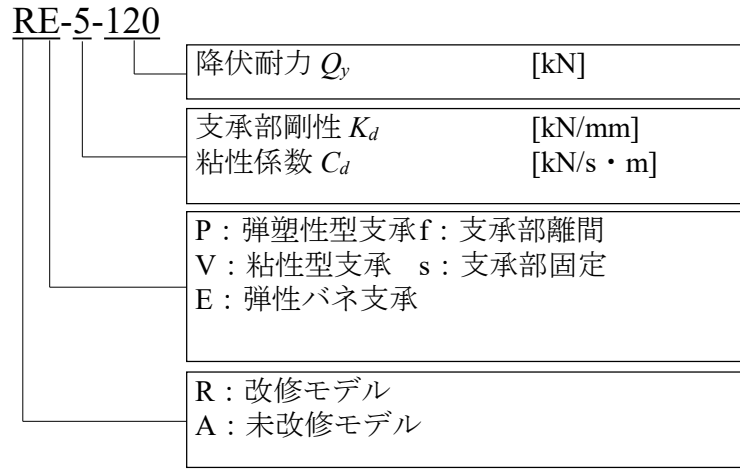 RE-5-120
降伏耐力 Qy [kN]
支承部剛性 Kd [kN/mm]
粘性係数 Cd [kN/s・m]
P：弾塑性型支承f：支承部離間
V：粘性型支承 s：支承部固定
E：弾性バネ支承
R：改修モデル
A：未改修モデル